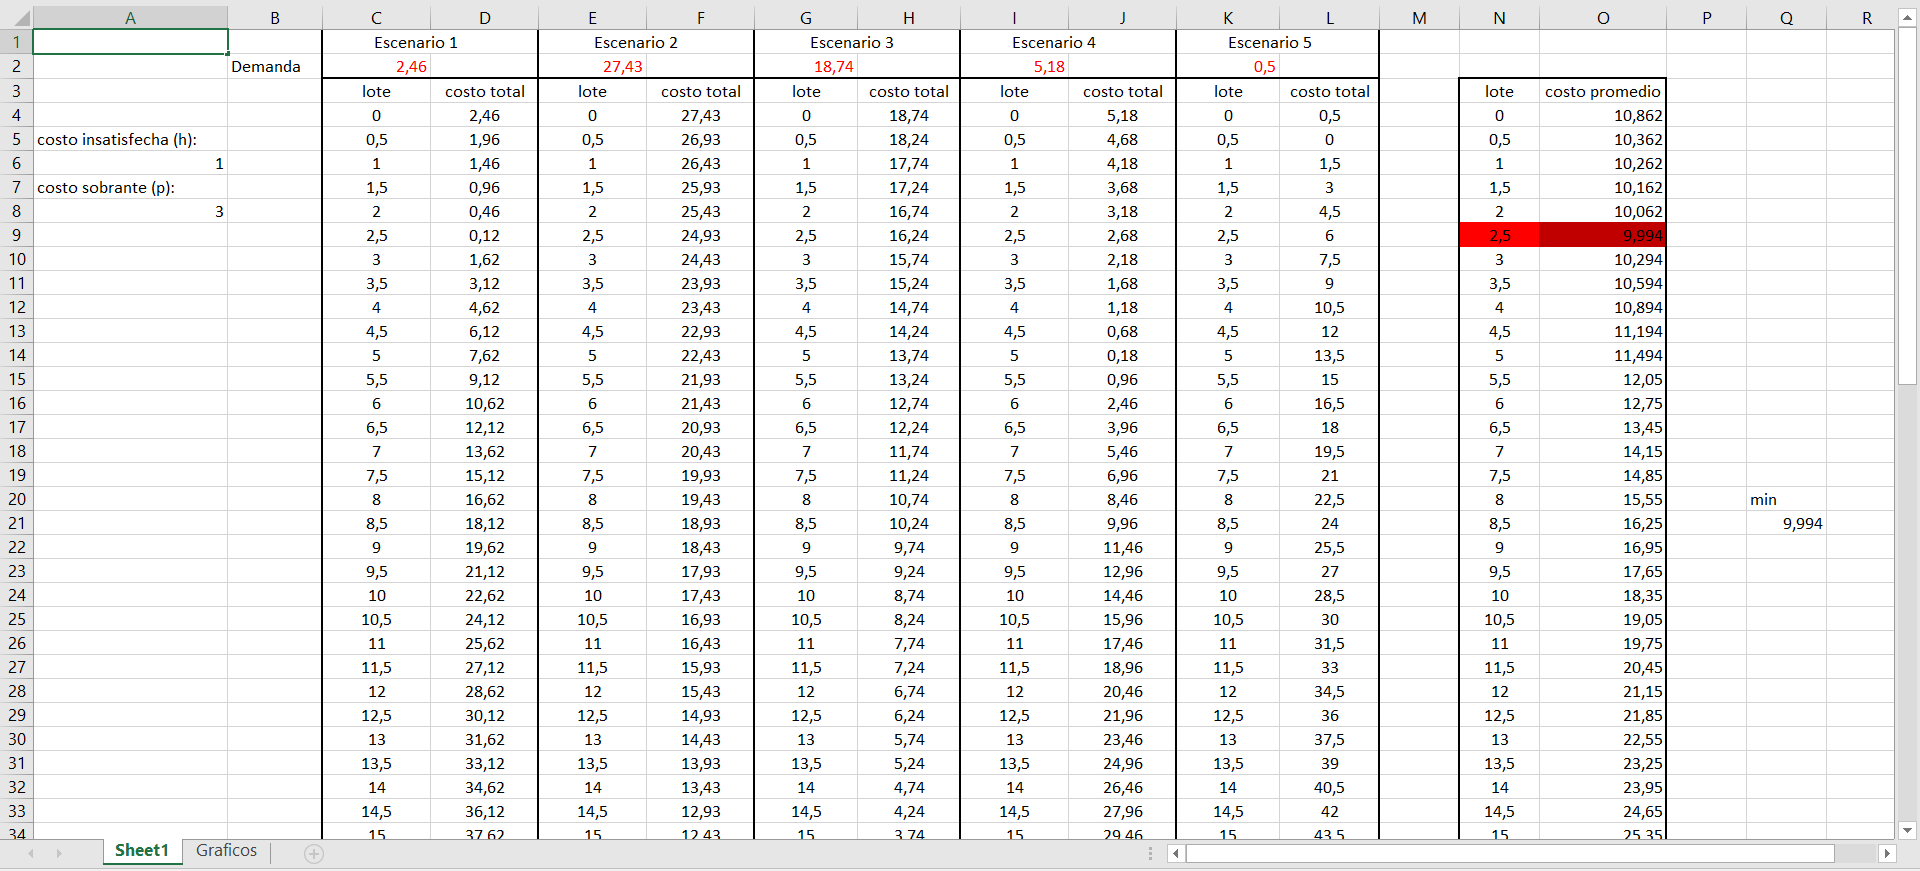 A B C D E F G H I J K L M N O P Q R
1 Escenario 1 Escenario 2 Escenario 3 Escenario 4 Escenario 5
2 Demanda 2,46 27,43 18,74 5,18 0,5
3 lote costo total lote costo total lote costo total lote costo total lote costo total lote costo promedio
4 0 2,46 0 27,43 0 18,74 0 5,18 0 0,5 0 10,862
5 costo insatisfecha (h): 0,5 1,96 0,5 26,93 0,5 18,24 0,5 4,68 0,5 0 0,5 10,362
6 1 1 1,46 1 26,43 1 17,74 1 4,18 1 1,5 1 10,262
7 costo sobrante (p): 1,5 0,96 1,5 25,93 1,5 17,24 1,5 3,68 1,5 3 1,5 10,162
8 3 2 0,46 2 25,43 2 16,74 2 3,18 2 4,5 2 10,062
9 2,5 0,12 2,5 24,93 2,5 16,24 2,5 2,68 2,5 6 2,5 9,994
10 3 1,62 3 24,43 3 15,74 3 2,18 3 7,5 3 10,294
11 3,5 3,12 3,5 23,93 3,5 15,24 3,5 1,68 3,5 9 3,5 10,594
12 4 4,62 4 23,43 4 14,74 4 1,18 4 10,5 4 10,894
13 4,5 6,12 4,5 22,93 4,5 14,24 4,5 0,68 4,5 12 4,5 11,194
14 5 7,62 5 22,43 5 13,74 5 0,18 5 13,5 5 11,494
15 5,5 9,12 5,5 21,93 5,5 13,24 5,5 0,96 5,5 15 5,5 12,05
16 6 10,62 6 21,43 6 12,74 6 2,46 6 16,5 6 12,75
17 6,5 12,12 6,5 20,93 6,5 12,24 6,5 3,96 6,5 18 6,5 13,45
18 7 13,62 7 20,43 7 11,74 7 5,46 7 19,5 7 14,15
19 7,5 15,12 7,5 19,93 7,5 11,24 7,5 6,96 7,5 21 7,5 14,85
20 8 16,62 8 19,43 8 10,74 8 8,46 8 22,5 8 15,55 min
21 8,5 18,12 8,5 18,93 8,5 10,24 8,5 9,96 8,5 24 8,5 16,25 9,994
22 9 19,62 9 18,43 9 9,74 9 11,46 9 25,5 9 16,95
23 9,5 21,12 9,5 17,93 9,5 9,24 9,5 12,96 9,5 27 9,5 17,65
24 10 22,62 10 17,43 10 8,74 10 14,46 10 28,5 10 18,35
25 10,5 24,12 10,5 16,93 10,5 8,24 10,5 15,96 10,5 30 10,5 19,05
26 11 25,62 11 16,43 11 7,74 11 17,46 11 31,5 11 19,75
27 11,5 27,12 11,5 15,93 11,5 7,24 11,5 18,96 11,5 33 11,5 20,45
28 12 28,62 12 15,43 12 6,74 12 20,46 12 34,5 12 21,15
29 12,5 30,12 12,5 14,93 12,5 6,24 12,5 21,96 12,5 36 12,5 21,85
30 13 31,62 13 14,43 13 5,74 13 23,46 13 37,5 13 22,55
31 13,5 33,12 13,5 13,93 13,5 5,24 13,5 24,96 13,5 39 13,5 23,25
32 14 34,62 14 13,43 14 4,74 14 26,46 14 40,5 14 23,95
33 14,5 36,12 14,5 12,93 14,5 4,24 14,5 27,96 14,5 42 14,5 24,65
34 15 37,62 15 12,43 15 3,74 15 29,46 15 43,5 15 25,35
Sheet1 Graficos